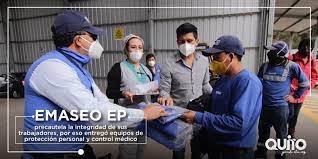 EMASEO EP
precautela la integridad de sus
trabajadores, por eso entregó equipos de
protección personal y control médico
QUITO